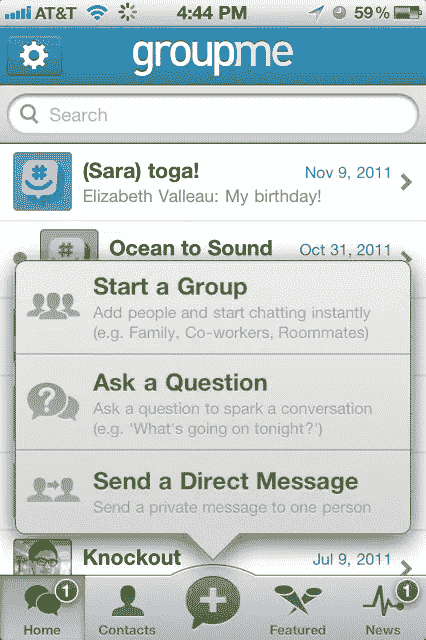 AT&T 4:44 PM 59%
groupme
Search
(Sara) toga! Nov 9, 2011
Elizabeth Valleau: My birthday!
Ocean to Sound Oct 31, 2011
Start a Group
Add people and start chatting instantly
(e.g. Family, Co-workers, Roommates)
Ask a Question
Ask a question to spark a conversation
(e.g. 'What's going on tonight?')
Send a Direct Message
Send a private message to one person
Knockout Jul 9, 2011
1 1
Home Contacts Featured News